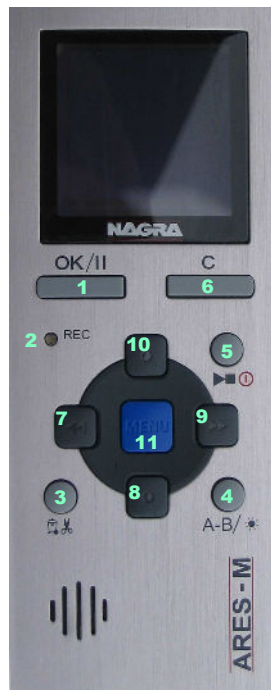 NAGRA
OK/II C
1 6
2 REC 10
5
7 MENU 9
11
3 8 4
A-B/
ARES-M